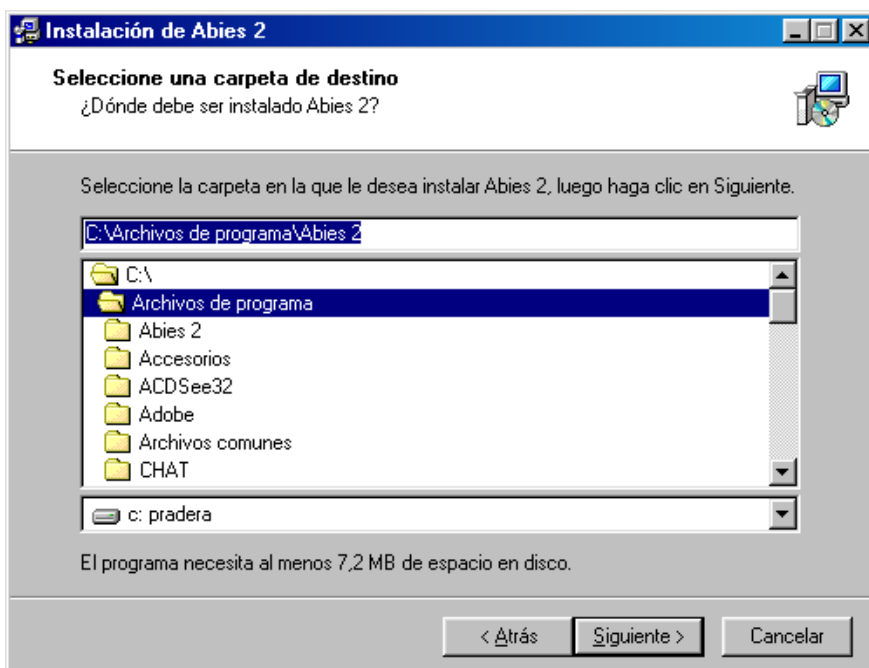 Instalación de Abies 2
Seleccione una carpeta de destino
¿Dónde debe ser instalado Abies 2?
Seleccione la carpeta en la que le desea instalar Abies 2, luego haga clic en Siguiente.
C:\Archivos de programa\Abies 2
C:\
Archivos de programa
Abies 2
Accesorios
ACDSee32
Adobe
Archivos comunes
CHAT
c: pradera
El programa necesita al menos 7,2 MB de espacio en disco.
< Atrás Siguiente > Cancelar